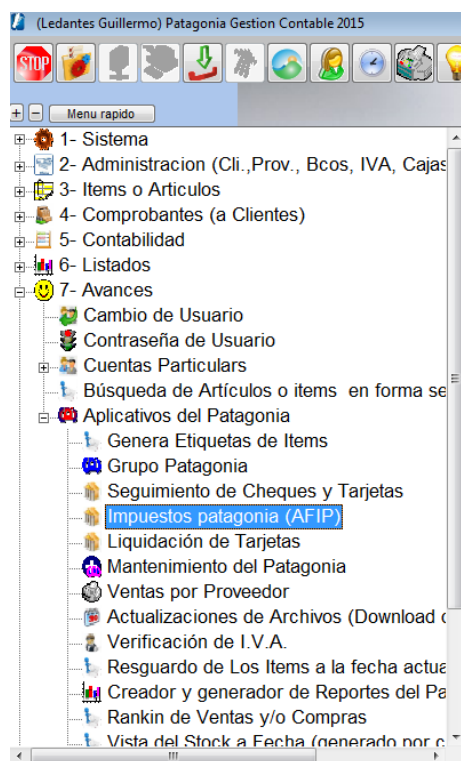 (Ledantes Guillermo) Patagonia Gestion Contable 2015
STOP
+ - Menu rapido
1- Sistema
2- Administracion (Cli.,Prov., Bcos, IVA, Cajas
3- Items o Articulos
4- Comprobantes (a Clientes)
5- Contabilidad
6- Listados
7- Avances
Cambio de Usuario
Contraseña de Usuario
Cuentas Particulars
Búsqueda de Artículos o items en forma se
Aplicativos del Patagonia
Genera Etiquetas de Items
Grupo Patagonia
Seguimiento de Cheques y Tarjetas
Impuestos patagonia (AFIP)
Liquidación de Tarjetas
Mantenimiento del Patagonia
Ventas por Proveedor
Actualizaciones de Archivos (Download c
Verificación de I.V.A.
Resguardo de Los Items a la fecha actua
Creador y generador de Reportes del Pa
Rankin de Ventas y/o Compras
Vista del Stock a Fecha (generado por c